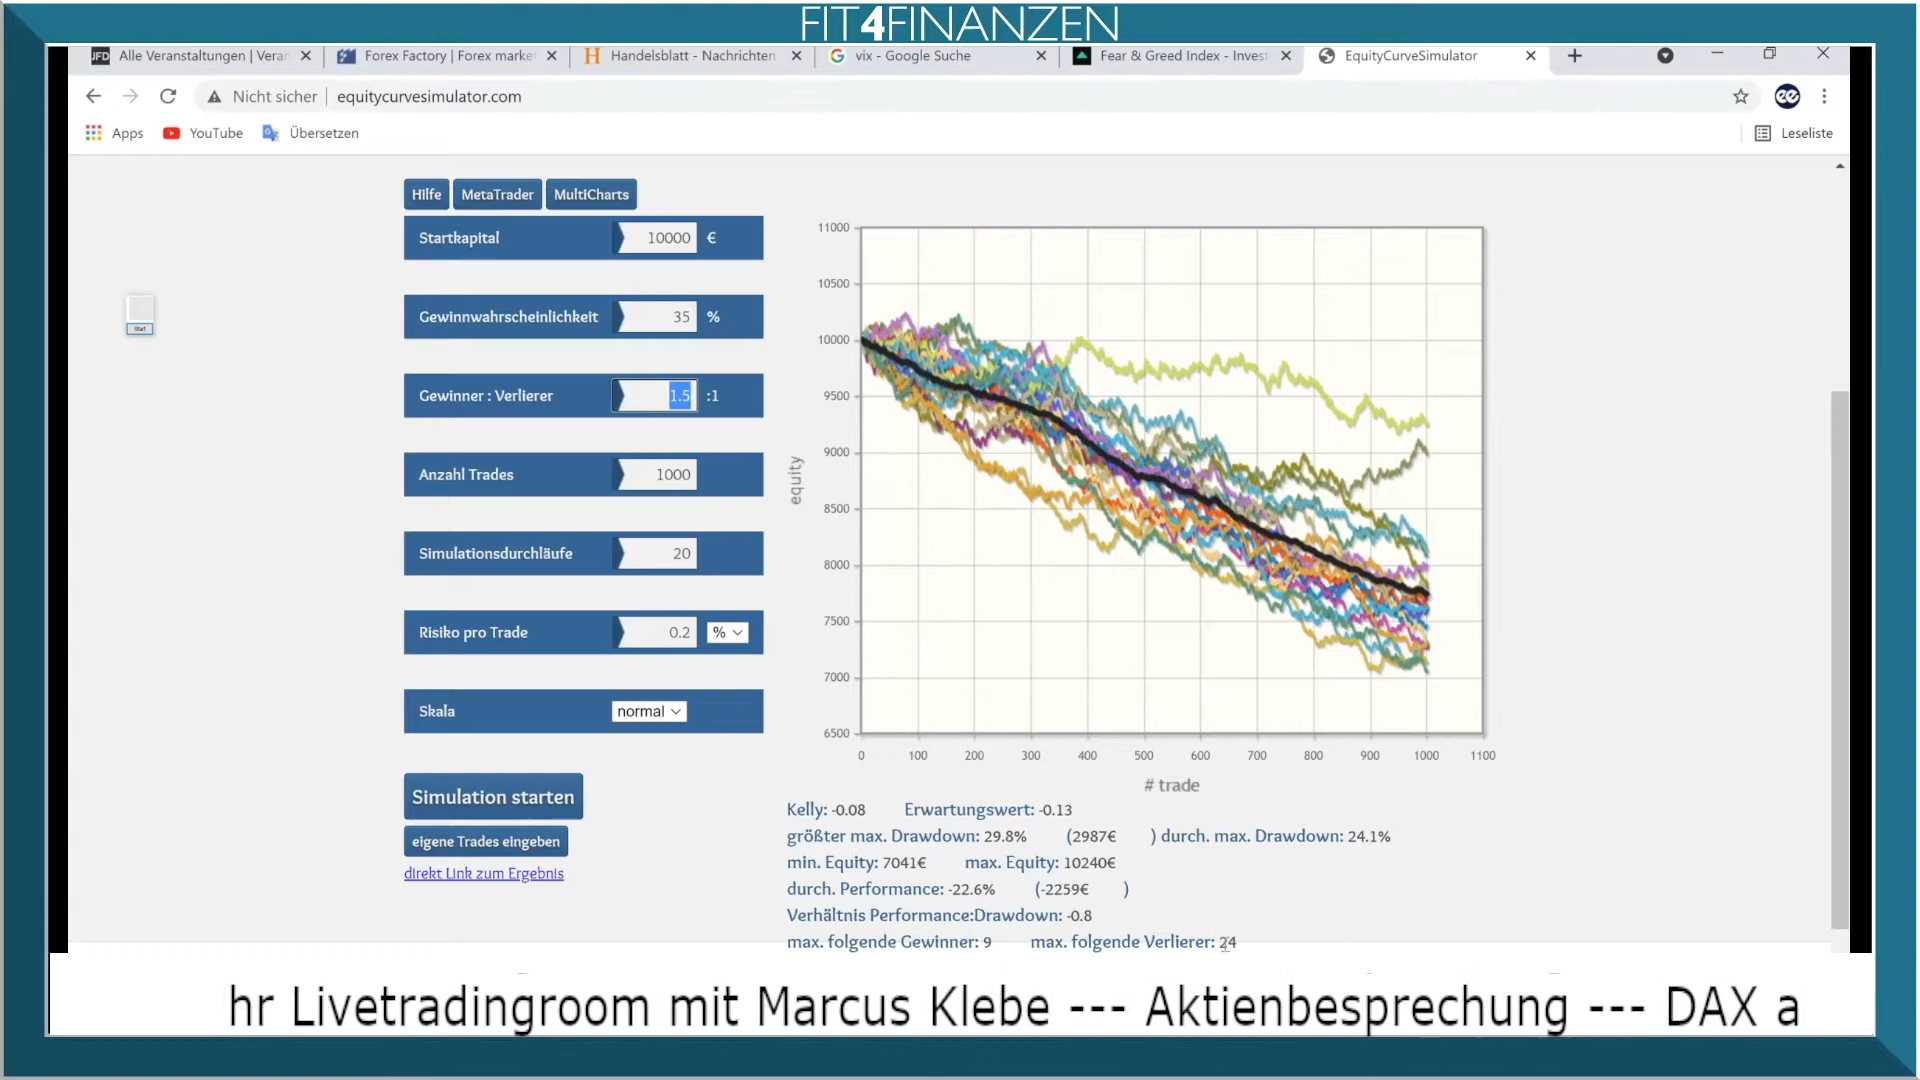 FIT4FINANZEN
JFD Alle Veranstaltungen | Veran
Forex Factory | Forex marke
Handelsblatt - Nachrichten
vix - Google Suche
Fear & Greed Index - Invest
EquityCurveSimulator
Nicht sicher equitycurvesimulator.com
Apps YouTube Übersetzen Leseliste
Hilfe MetaTrader MultiCharts
Startkapital 10000 €
Start
Gewinnwahrscheinlichkeit 35 %
Gewinner : Verlierer 1.5 :1
Anzahl Trades 1000
Simulationsdurchläufe 20
Risiko pro Trade 0.2 %
Skala normal
Simulation starten
eigene Trades eingeben
direkt Link zum Ergebnis
11000
10500
10000
9500
9000
8500
8000
7500
7000
6500
equity
0 100 200 300 400 500 600 700 800 900 1000 1100
# trade
Kelly: -0.08 Erwartungswert: -0.13
größter max. Drawdown: 29.8% (2987€ ) durch. max. Drawdown: 24.1%
min. Equity: 7041€ max. Equity: 10240€
durch. Performance: -22.6% (-2259€ )
Verhältnis Performance:Drawdown: -0.8
max. folgende Gewinner: 9 max. folgende Verlierer: 24
hr Livetradingroom mit Marcus Klebe --- Aktienbesprechung --- DAX a